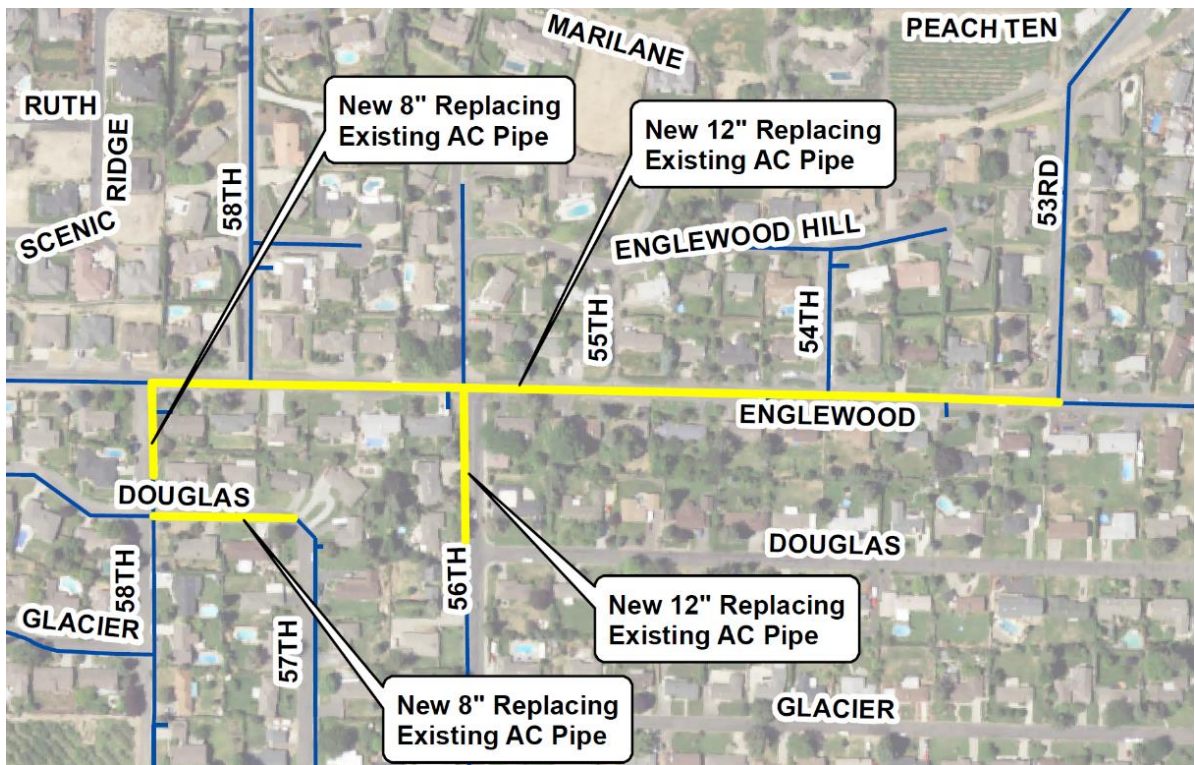 MARILANE
PEACH TEN
RUTH
RIDGE
SCENIC
58TH
New 8" Replacing
Existing AC Pipe
New 12" Replacing
Existing AC Pipe
53RD
ENGLEWOOD HILL
55TH
54TH
ENGLEWOOD
DOUGLAS
DOUGLAS
58TH
GLACIER
57TH
56TH
New 12" Replacing
Existing AC Pipe
New 8" Replacing
Existing AC Pipe
GLACIER